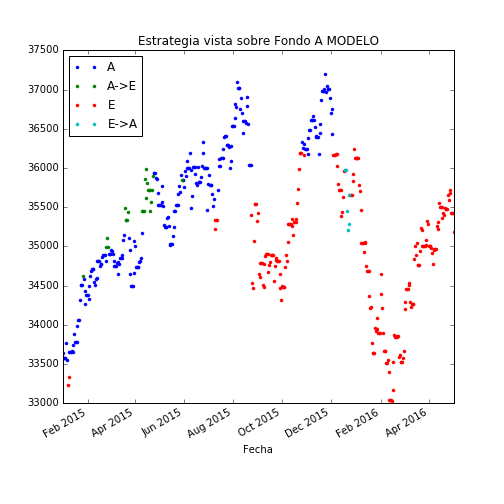 Estrategia vista sobre Fondo A MODELO
37500
37000
36500
36000
35500
35000
34500
34000
33500
33000
A
A->E
E
E->A
Feb 2015
Apr 2015
Jun 2015
Aug 2015
Oct 2015
Dec 2015
Feb 2016
Apr 2016
Fecha